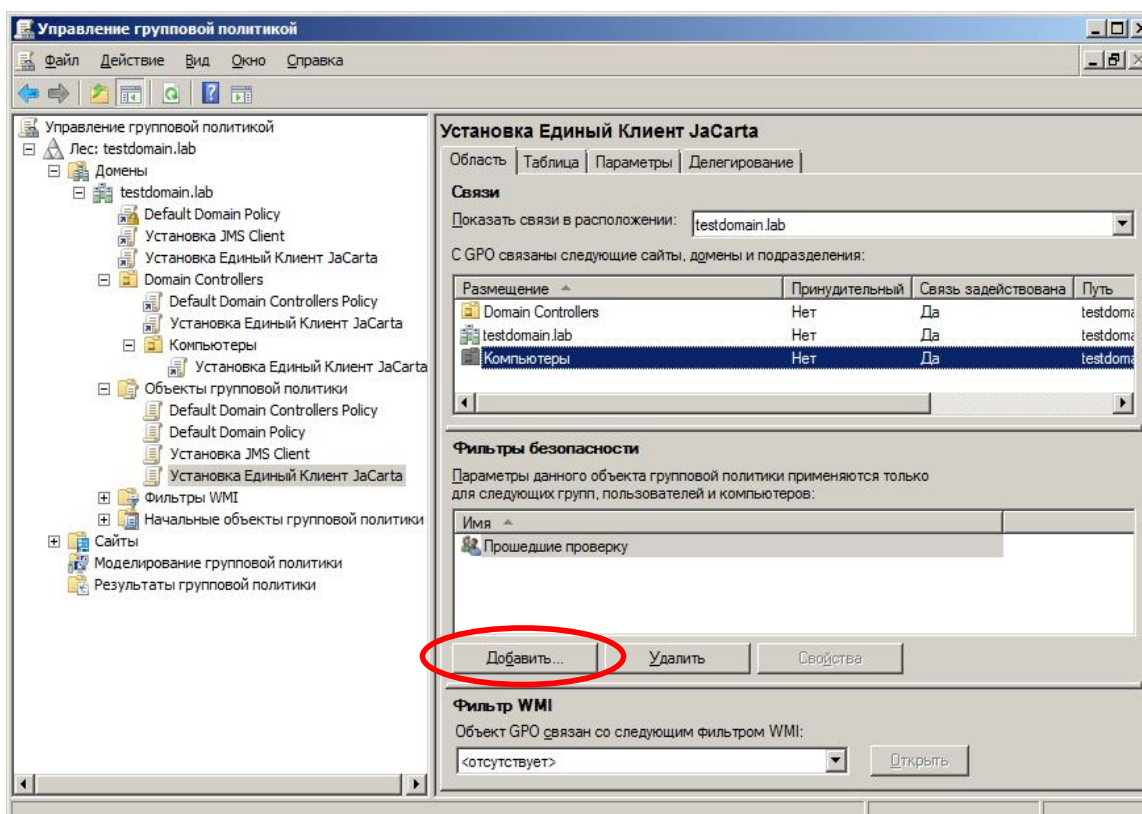 Управление групповой политикой
Файл Действие Вид Окно Справка
Управление групповой политикой
Лес: testdomain.lab
Домены
testdomain.lab
Default Domain Policy
Установка JMS Client
Установка Единый Клиент JaCarta
Domain Controllers
Default Domain Controllers Policy
Установка Единый Клиент JaCarta
Компьютеры
Установка Единый Клиент JaCarta
Объекты групповой политики
Default Domain Controllers Policy
Default Domain Policy
Установка JMS Client
Установка Единый Клиент JaCarta
Фильтры WMI
Начальные объекты групповой политики
Сайты
Моделирование групповой политики
Результаты групповой политики
Установка Единый Клиент JaCarta
Область Таблица Параметры Делегирование
Связи
Показать связи в расположении: testdomain.lab
С GPO связаны следующие сайты, домены и подразделения:
Размещение Принудительный Связь задействована Путь
Domain Controllers Нет Да testdoma
testdomain.lab Нет Да testdoma
Компьютеры Нет Да testdoma
Фильтры безопасности
Параметры данного объекта групповой политики применяются только
для следующих групп, пользователей и компьютеров:
Имя
Прошедшие проверку
Добавить... Удалить Свойства
Фильтр WMI
Объект GPO связан со следующим фильтром WMI:
<отсутствует> Открыть